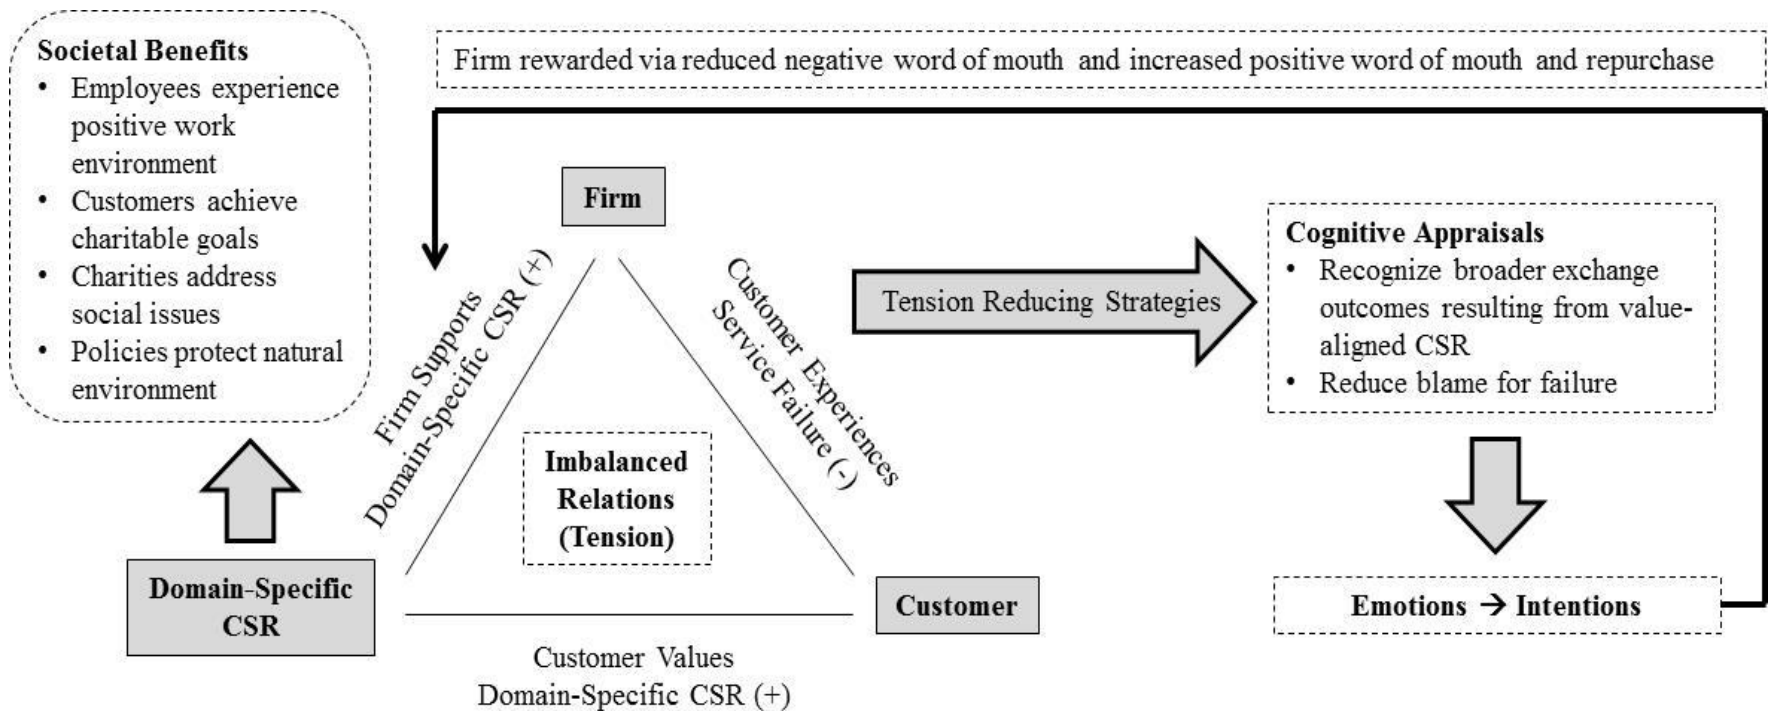 Societal Benefits
• Employees experience
positive work
environment
• Customers achieve
charitable goals
• Charities address
social issues
• Policies protect natural
environment
Firm rewarded via reduced negative word of mouth and increased positive word of mouth and repurchase
Firm
Firm Supports
Domain-Specific CSR (+)
Customer Experiences
Service Failure (-)
Imbalanced
Relations
(Tension)
Domain-Specific
CSR
Customer
Customer Values
Domain-Specific CSR (+)
Tension Reducing Strategies
Cognitive Appraisals
• Recognize broader exchange
outcomes resulting from value-
aligned CSR
• Reduce blame for failure
Emotions → Intentions